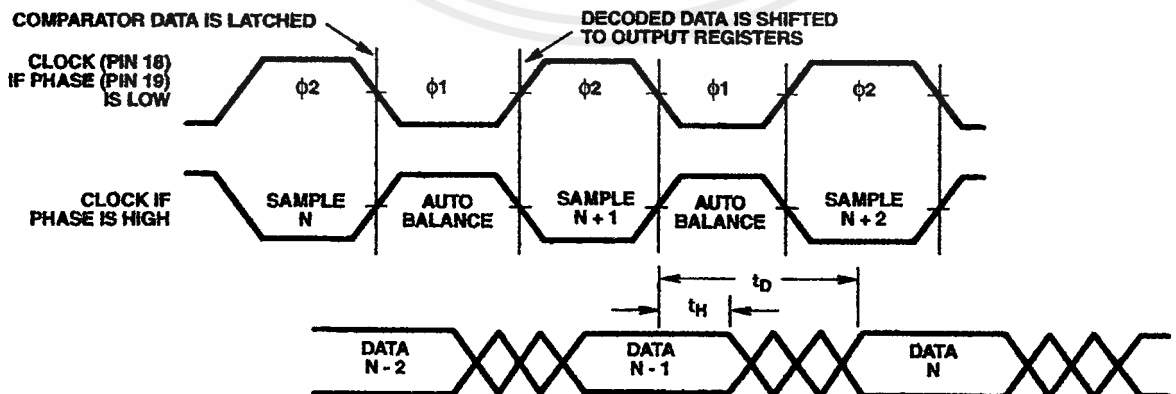 COMPARATOR DATA IS LATCHED
DECODED DATA IS SHIFTED
TO OUTPUT REGISTERS
CLOCK (PIN 18)
IF PHASE (PIN 19)
IS LOW
ϕ2
ϕ1
ϕ2
ϕ1
ϕ2
CLOCK IF
PHASE IS HIGH
SAMPLE
N
AUTO
BALANCE
SAMPLE
N + 1
AUTO
BALANCE
SAMPLE
N + 2
tD
tH
DATA
N - 2
DATA
N - 1
DATA
N